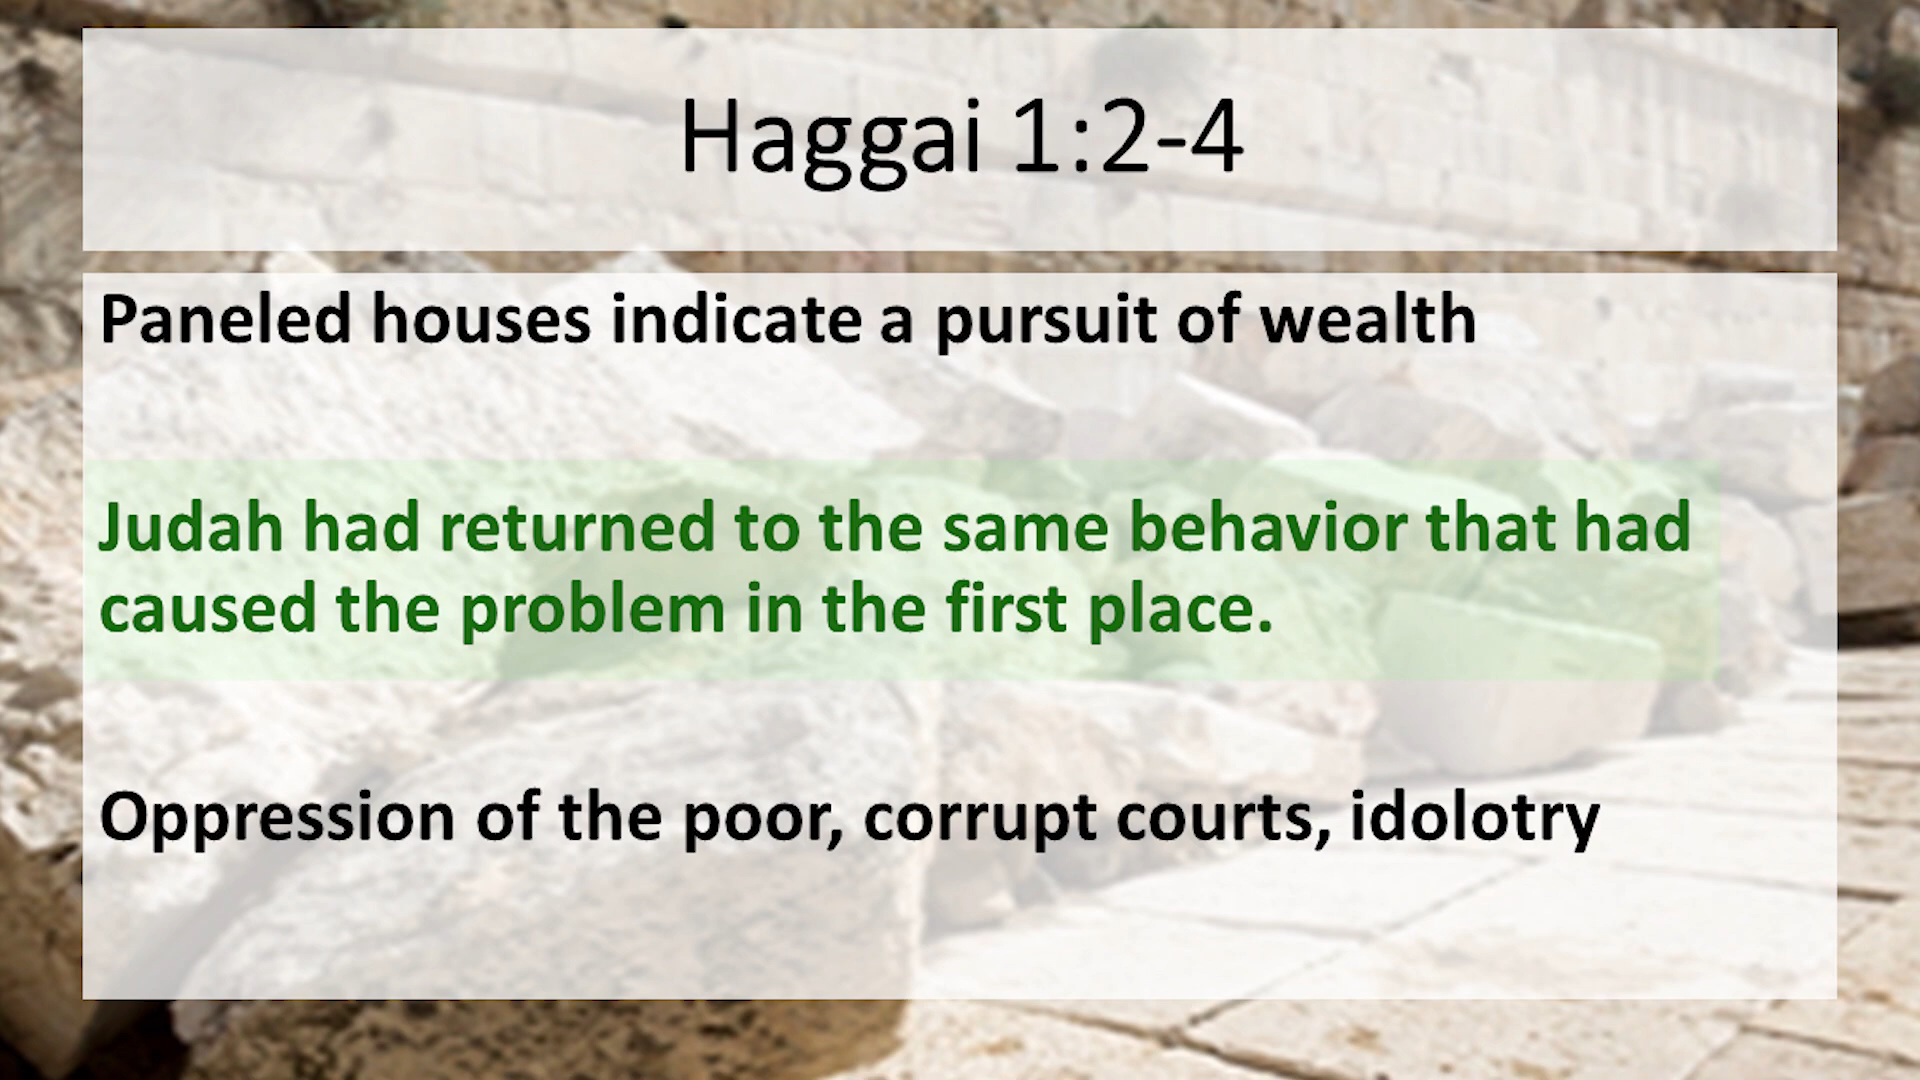 Haggai 1:2-4
Paneled houses indicate a pursuit of wealth
Judah had returned to the same behavior that had
caused the problem in the first place.
Oppression of the poor, corrupt courts, idolotry